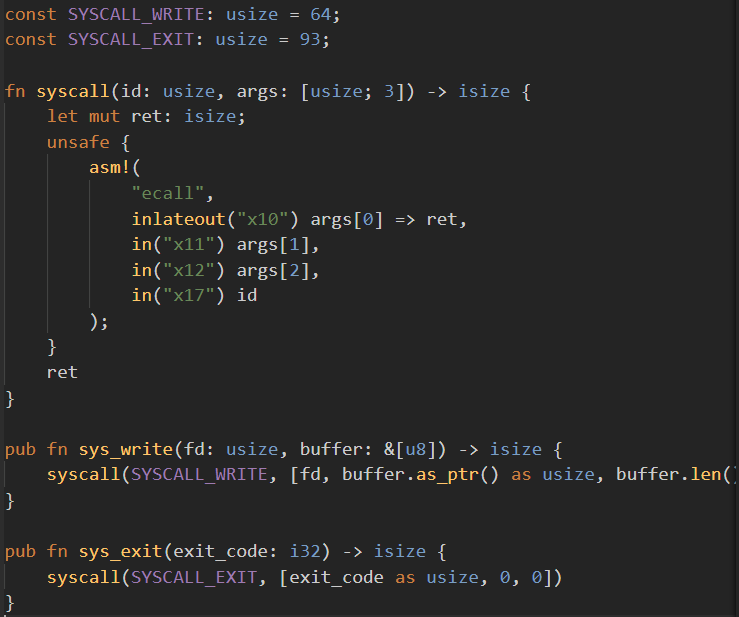 const SYSCALL_WRITE: usize = 64;
const SYSCALL_EXIT: usize = 93;

fn syscall(id: usize, args: [usize; 3]) -> isize {
    let mut ret: isize;
    unsafe {
        asm!(
            "ecall",
            inlateout("x10") args[0] => ret,
            in("x11") args[1],
            in("x12") args[2],
            in("x17") id
        );
    }
    ret
}

pub fn sys_write(fd: usize, buffer: &[u8]) -> isize {
    syscall(SYSCALL_WRITE, [fd, buffer.as_ptr() as usize, buffer.len()
}

pub fn sys_exit(exit_code: i32) -> isize {
    syscall(SYSCALL_EXIT, [exit_code as usize, 0, 0])
}